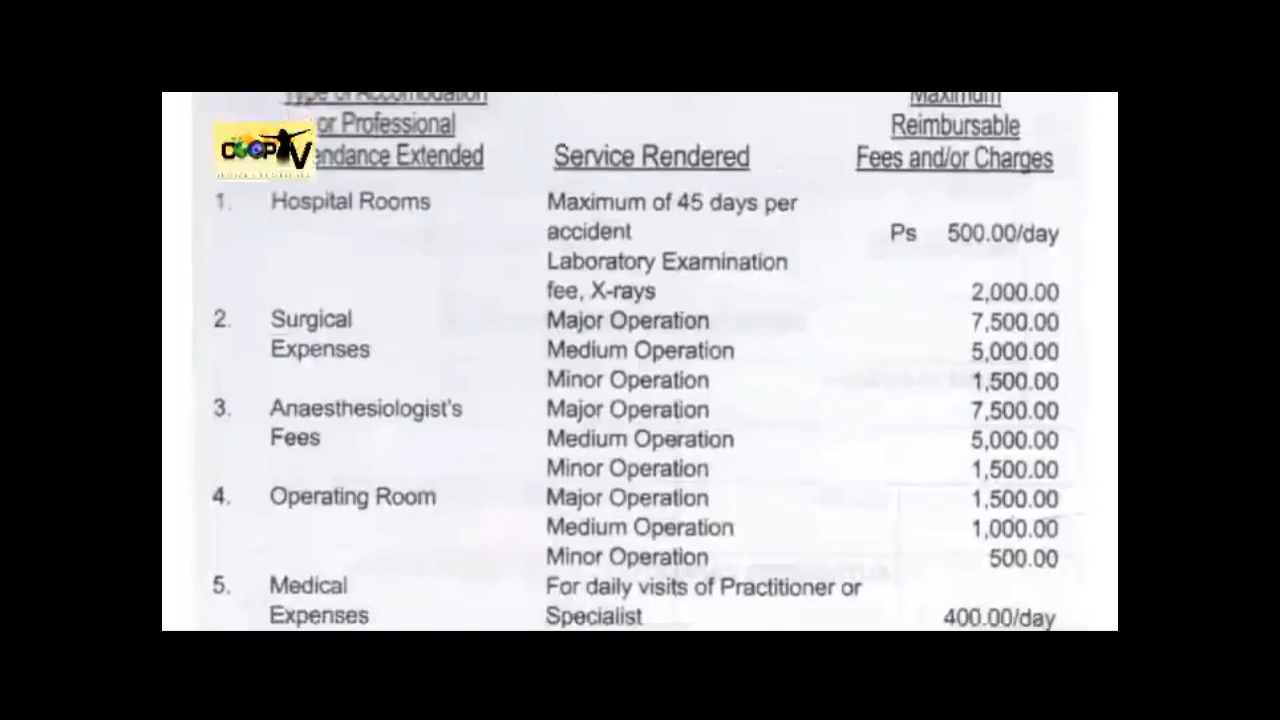 Type of Accomodation
or Professional
endance Extended
Service Rendered
Maximum
Reimbursable
Fees and/or Charges
COOPTV
1. Hospital Rooms Maximum of 45 days per
accident Ps 500.00/day
Laboratory Examination
fee, X-rays 2,000.00
2. Surgical Major Operation 7,500.00
Expenses Medium Operation 5,000.00
Minor Operation 1,500.00
3. Anaesthesiologist's Major Operation 7,500.00
Fees Medium Operation 5,000.00
Minor Operation 1,500.00
4. Operating Room Major Operation 1,500.00
Medium Operation 1,000.00
Minor Operation 500.00
5. Medical For daily visits of Practitioner or
Expenses Specialist 400.00/day